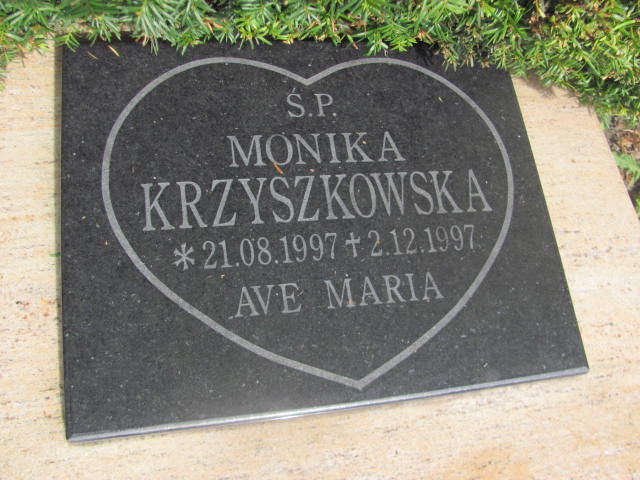 Ś.P.
MONIKA
KRZYSZKOWSKA
* 21.08.1997 ✝ 2.12.1997
AVE MARIA